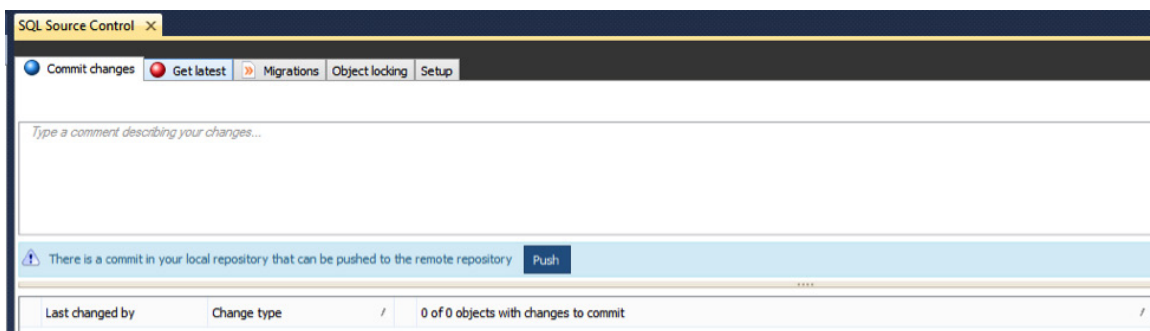 SQL Source Control
Commit changes Get latest Migrations Object locking Setup
Type a comment describing your changes...
There is a commit in your local repository that can be pushed to the remote repository Push
Last changed by Change type 0 of 0 objects with changes to commit